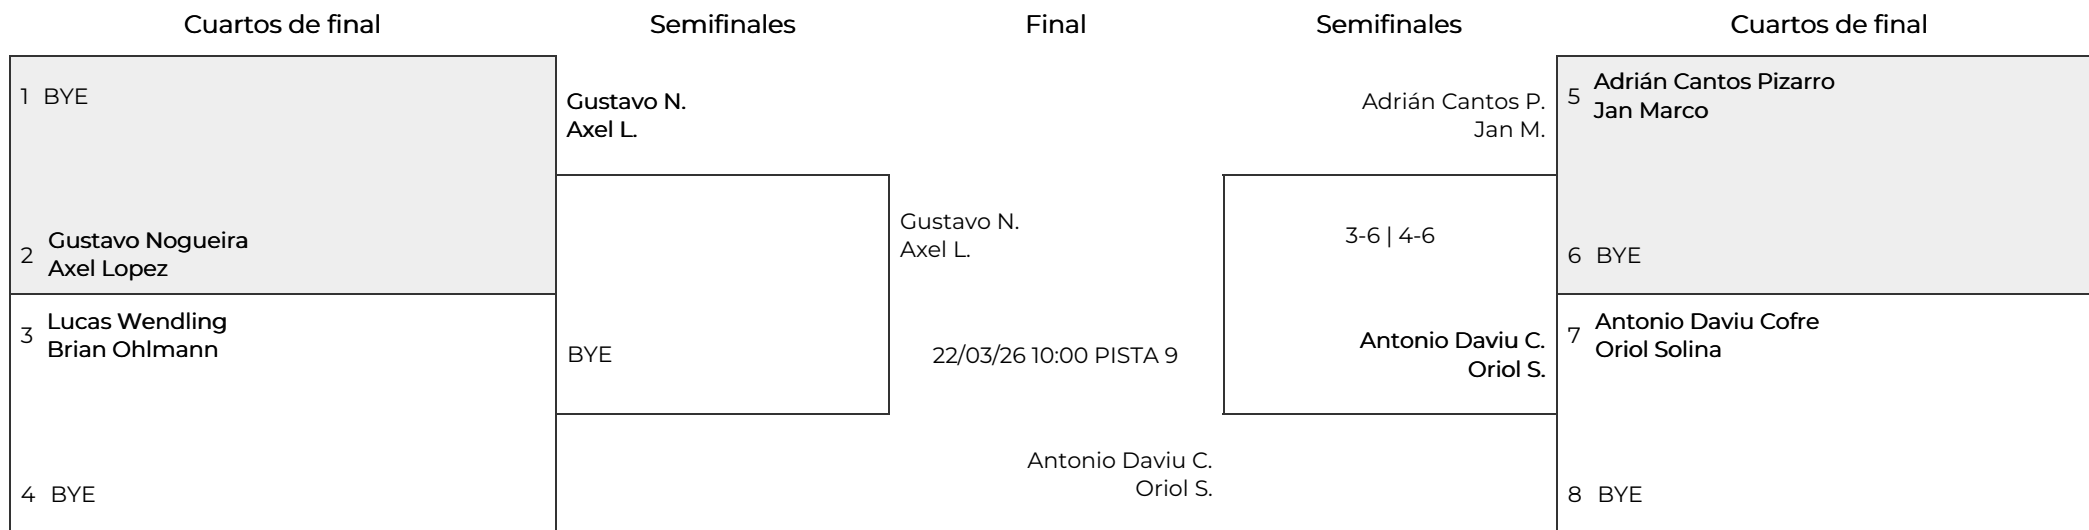 Cuartos de final
Semifinales
Final
Semifinales
Cuartos de final
1 BYE
2 Gustavo Nogueira
Axel Lopez
3 Lucas Wendling
Brian Ohlmann
4 BYE
Gustavo N.
Axel L.
BYE
Gustavo N.
Axel L.
22/03/26 10:00 PISTA 9
Antonio Daviu C.
Oriol S.
Adrián Cantos P.
Jan M.
3-6 | 4-6
Antonio Daviu C.
Oriol S.
5 Adrián Cantos Pizarro
Jan Marco
6 BYE
7 Antonio Daviu Cofre
Oriol Solina
8 BYE